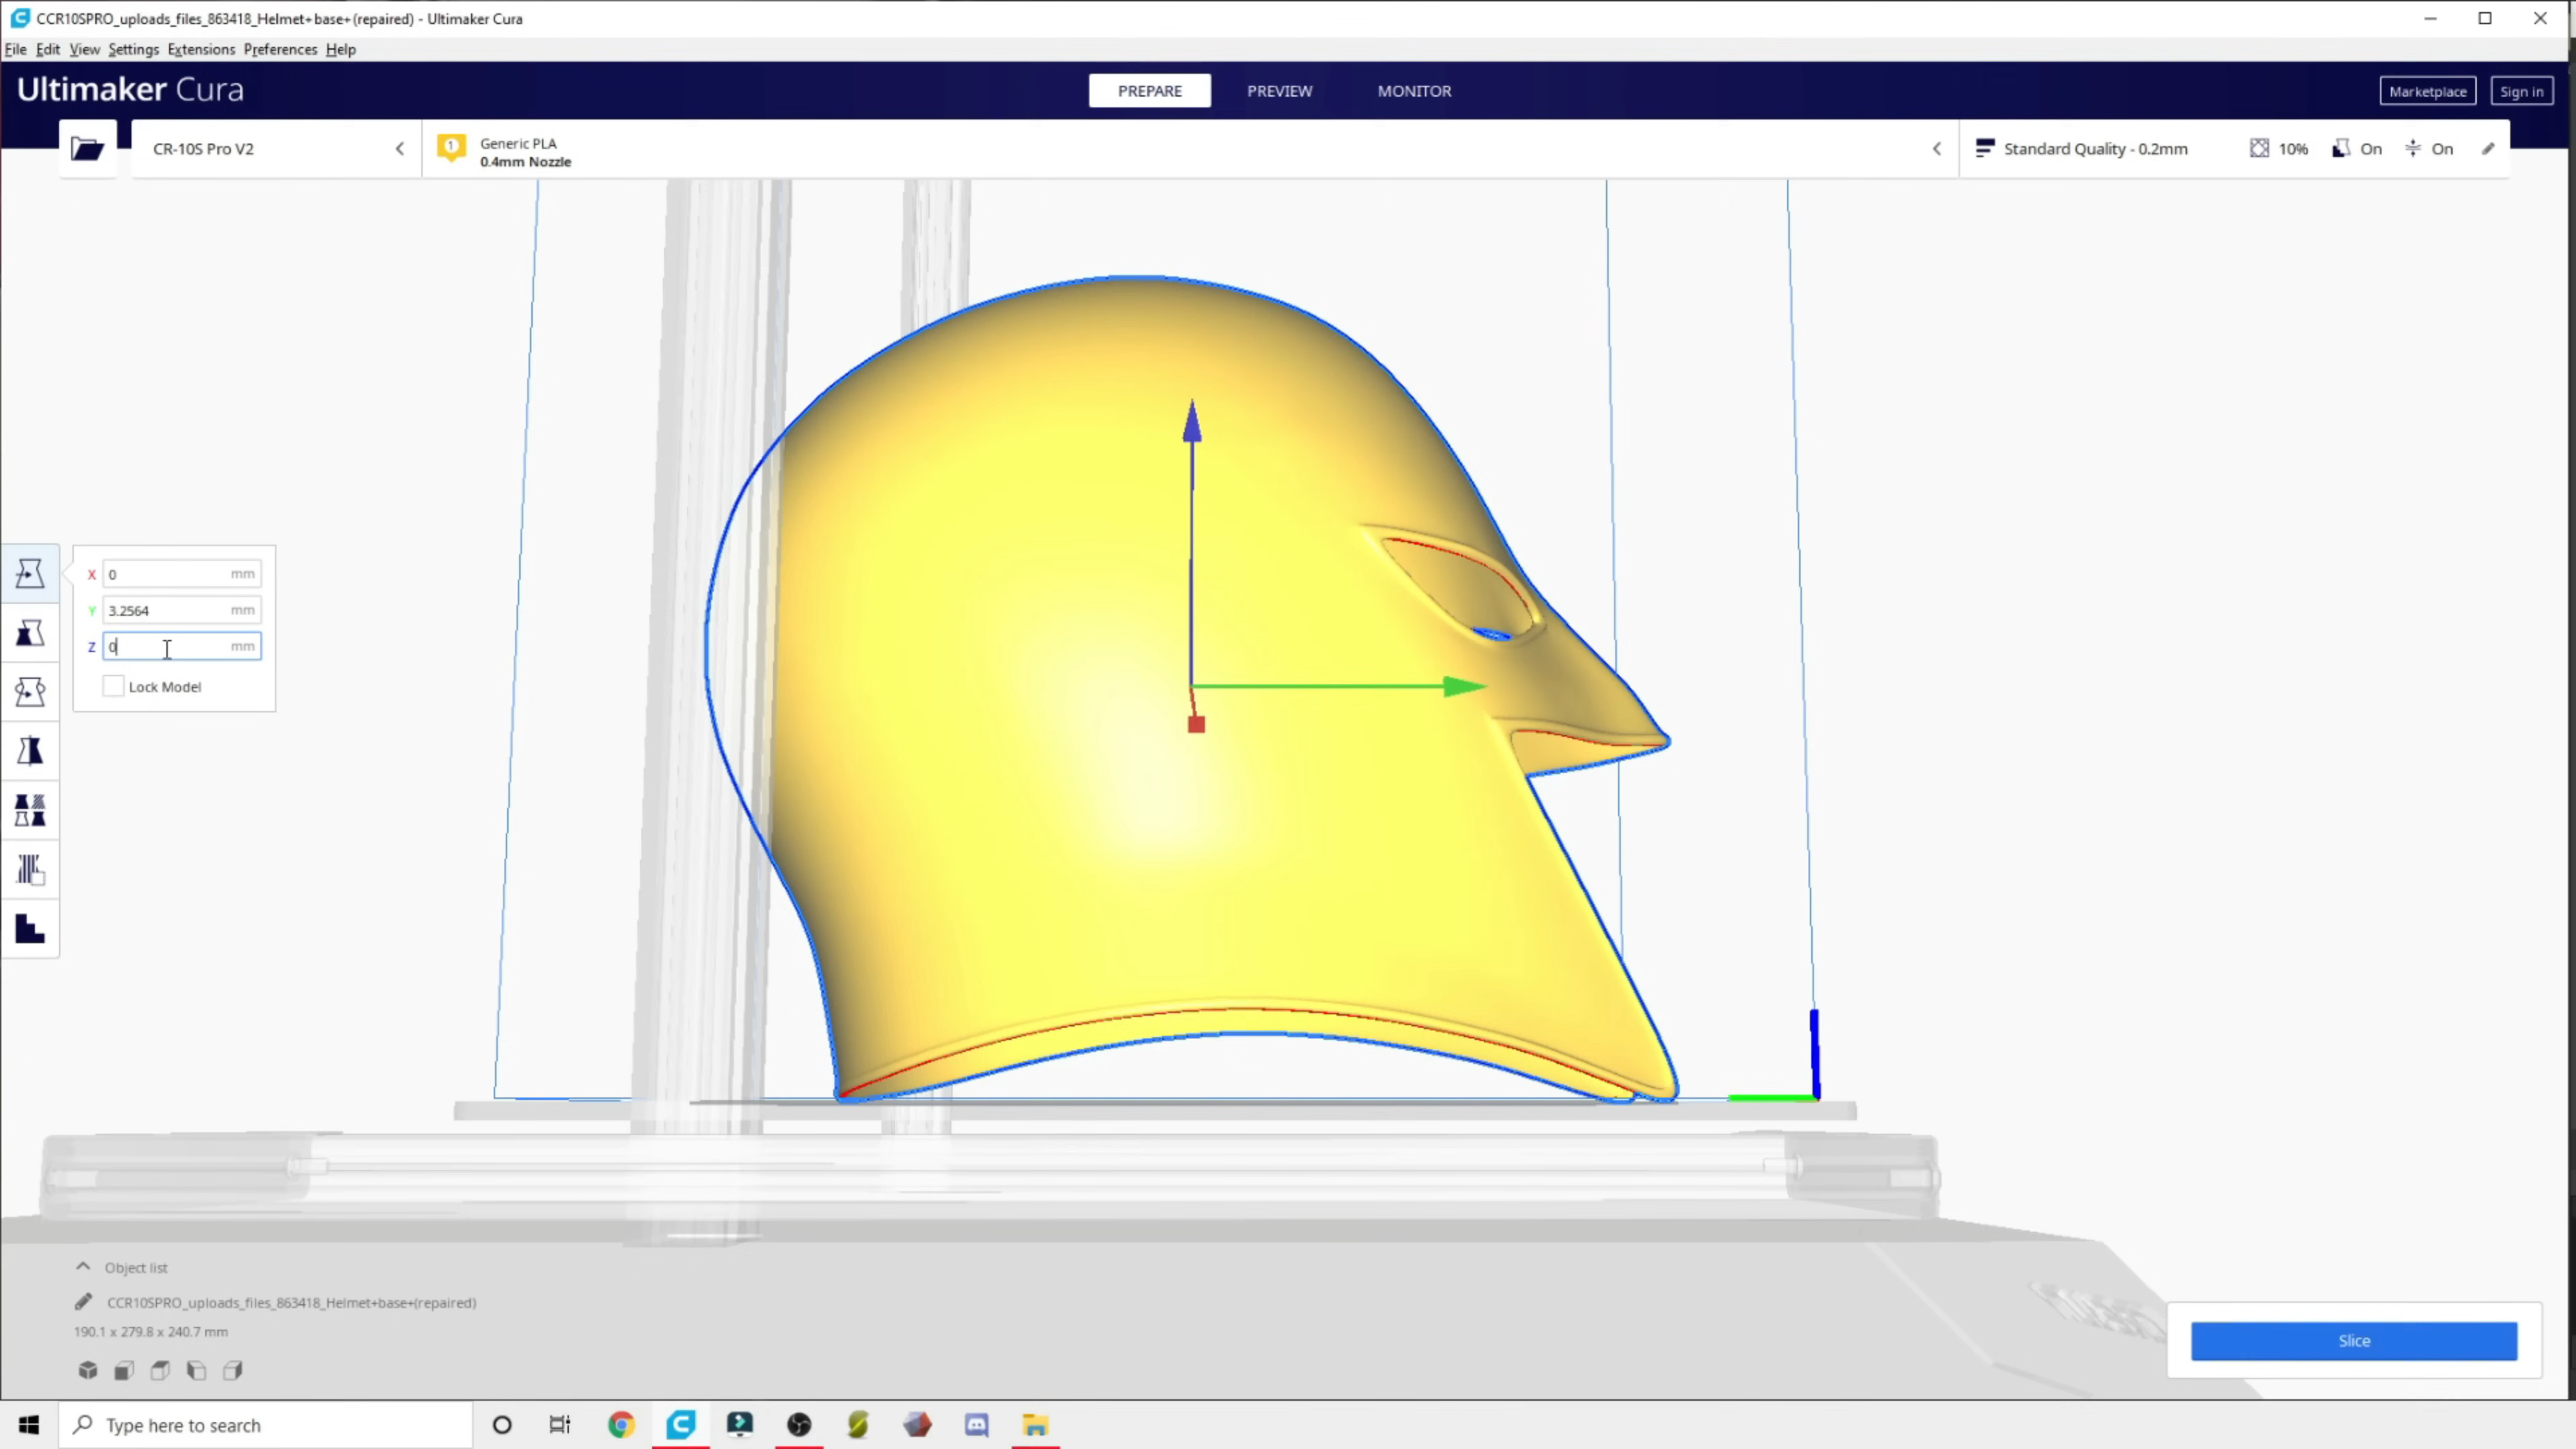 CCR10SPRO_uploads_files_863418_Helmet+base+(repaired) - Ultimaker Cura
File Edit View Settings Extensions Preferences Help
Ultimaker Cura
PREPARE
PREVIEW
MONITOR
Marketplace
Sign in
CR-10S Pro V2
1
Generic PLA
0.4mm Nozzle
Standard Quality - 0.2mm
10%
On
On
X 0 mm
Y 3.2564 mm
Z 0 mm
Lock Model
Object list
CCR10SPRO_uploads_files_863418_Helmet+base+(repaired)
190.1 x 279.8 x 240.7 mm
Slice
Type here to search